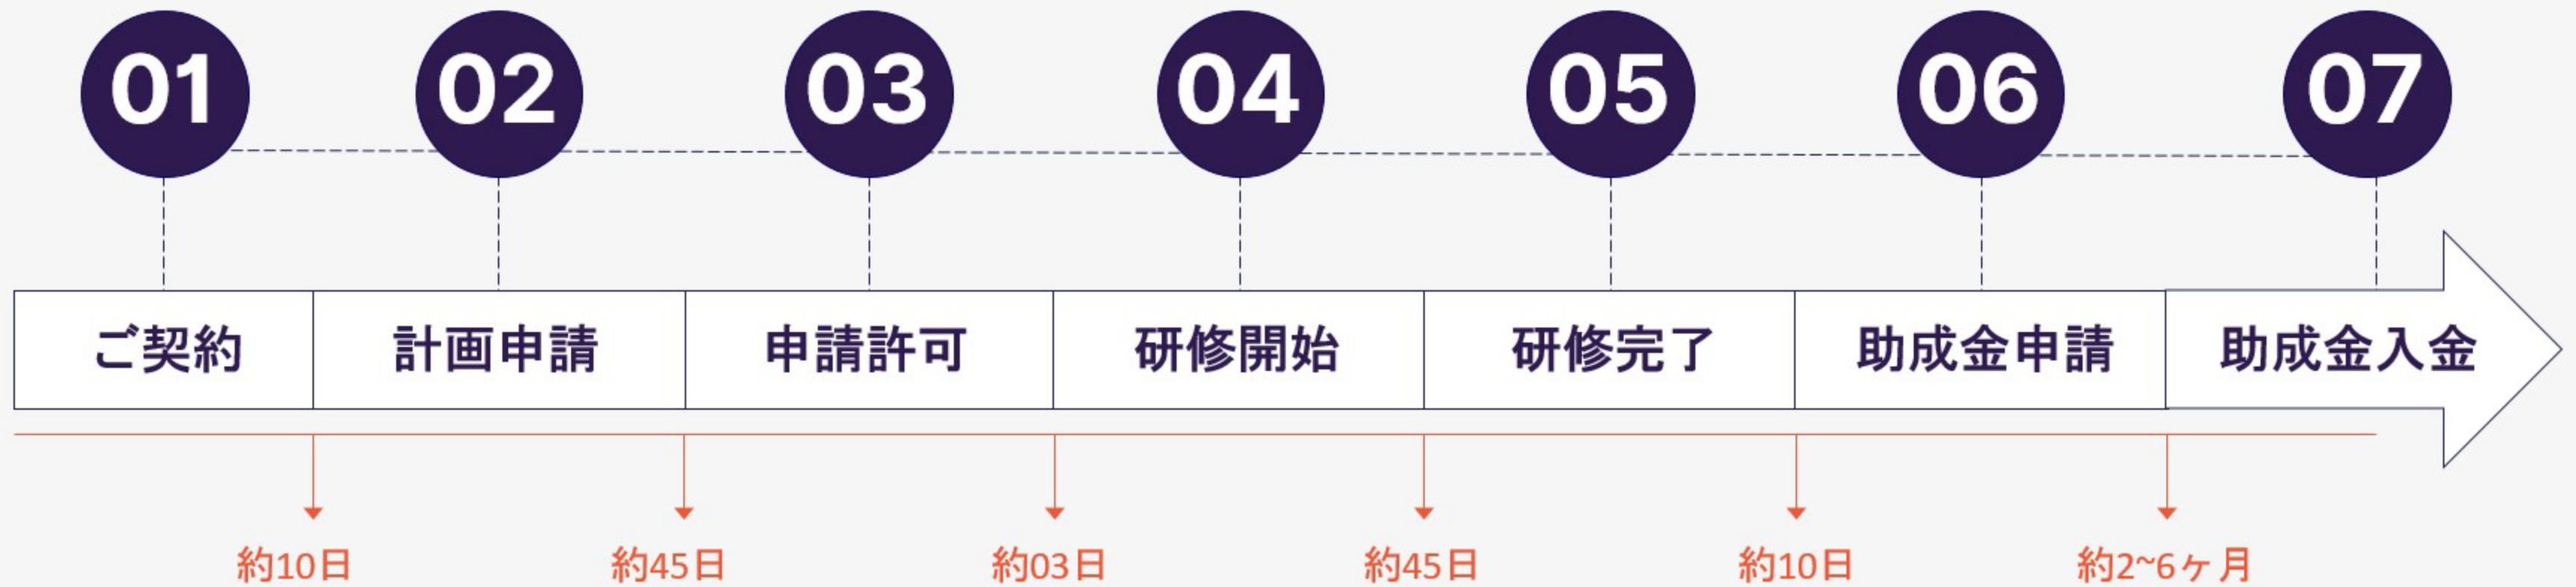 01 02 03 04 05 06 07
ご契約 計画申請 申請許可 研修開始 研修完了 助成金申請 助成金入金
約10日 約45日 約03日 約45日 約10日 約2~6ヶ月